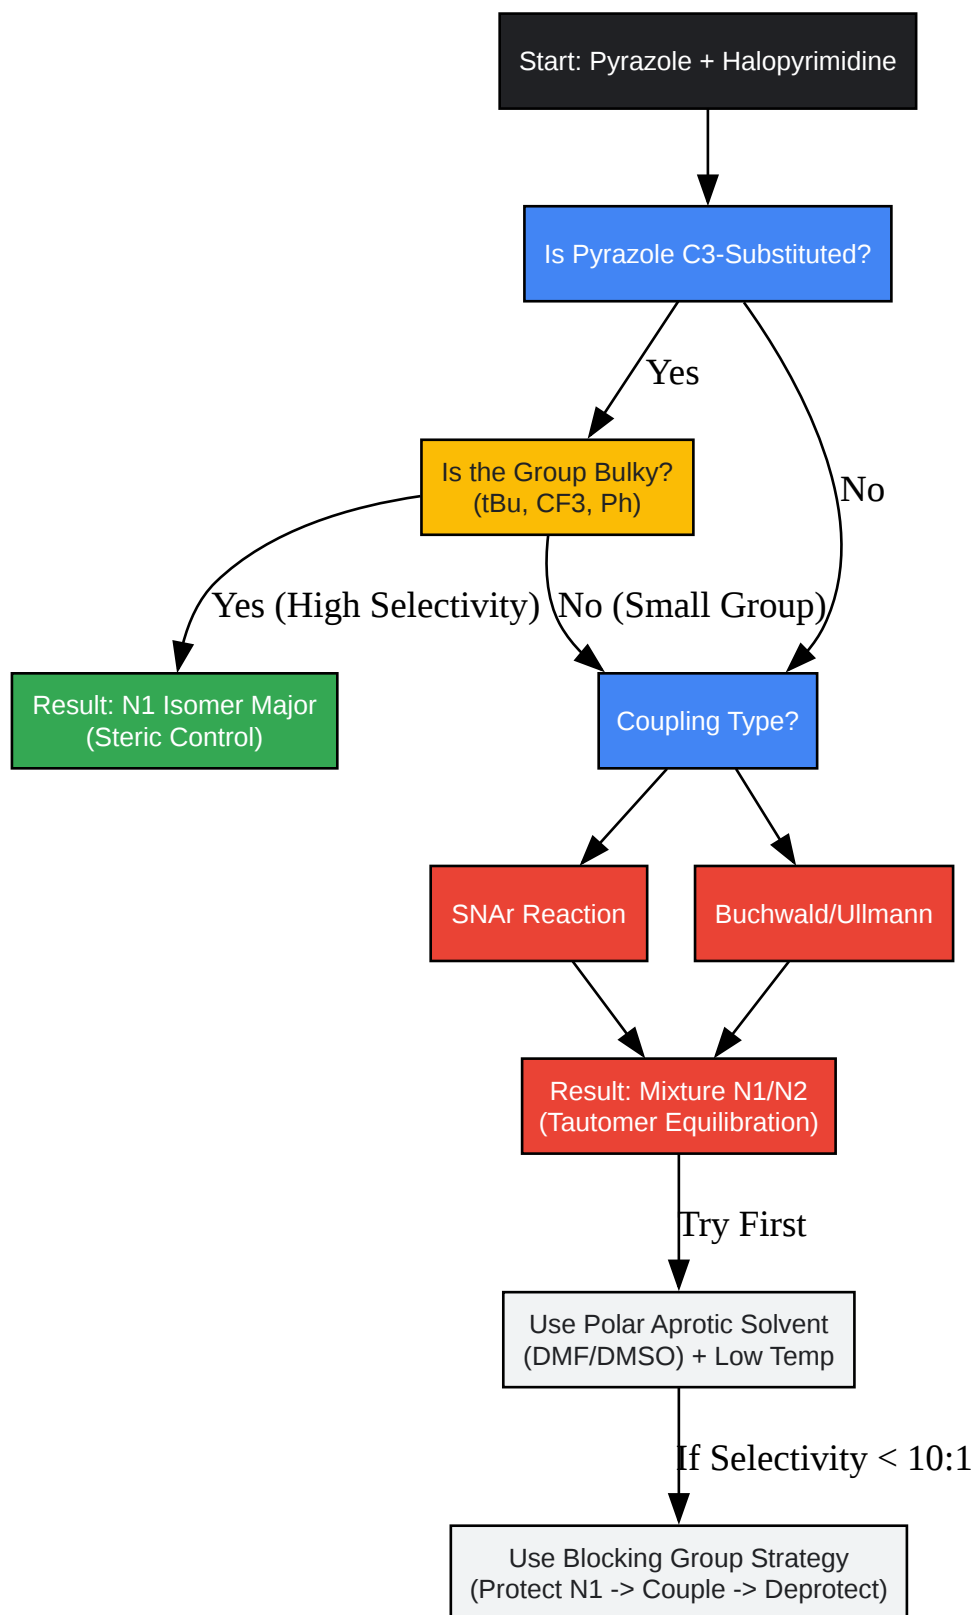 Start: Pyrazole + Halopyrimidine
Is Pyrazole C3-Substituted?
Yes
Is the Group Bulky?
(tBu, CF3, Ph)
No
Yes (High Selectivity)
No (Small Group)
Result: N1 Isomer Major
(Steric Control)
Coupling Type?
SNAr Reaction
Buchwald/Ullmann
Result: Mixture N1/N2
(Tautomer Equilibration)
Try First
Use Polar Aprotic Solvent
(DMF/DMSO) + Low Temp
If Selectivity < 10:1
Use Blocking Group Strategy
(Protect N1 -> Couple -> Deprotect)